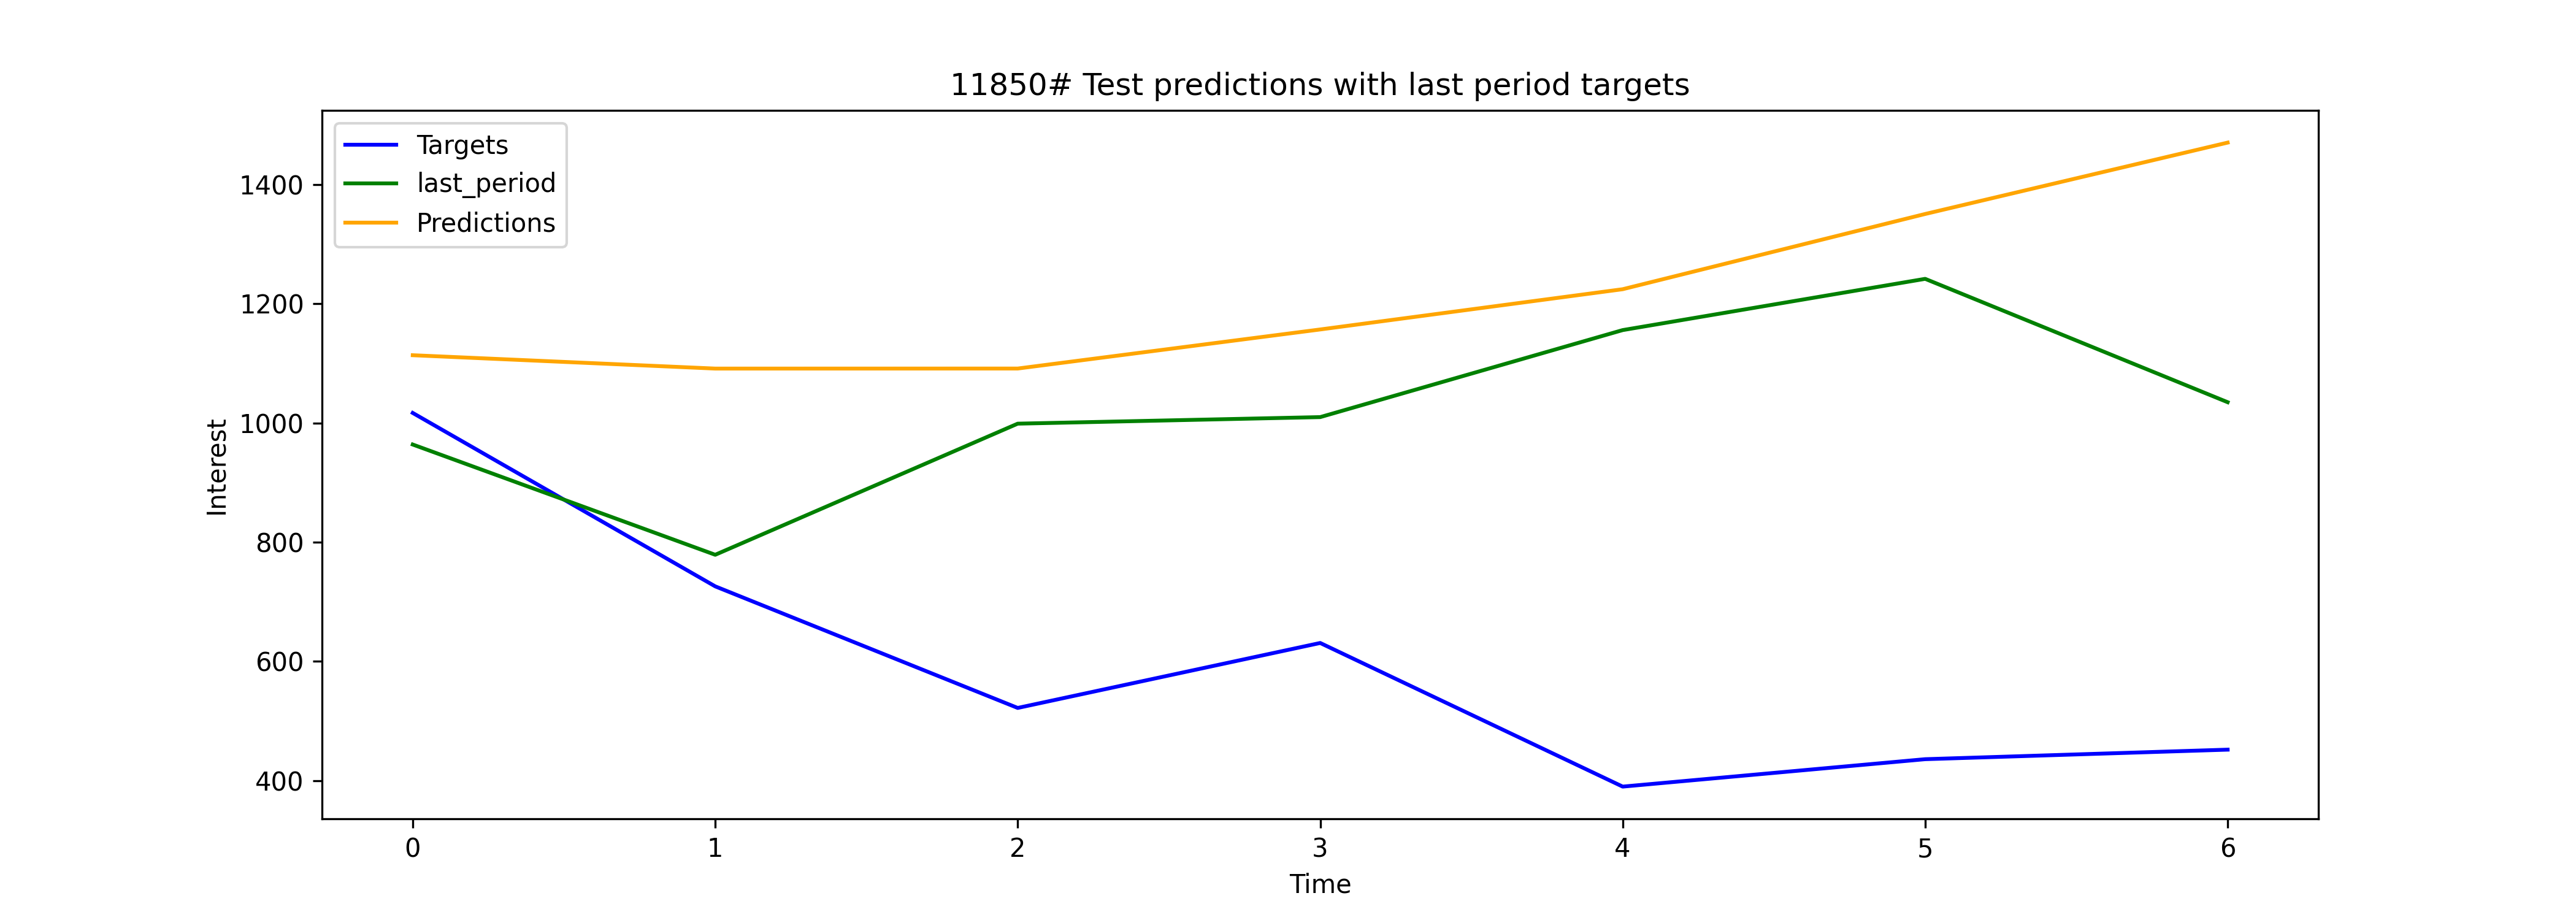 11850# Test predictions with last period targets
Targets
last_period
Predictions
1400
1200
1000
800
600
400
Interest
0 1 2 3 4 5 6
Time